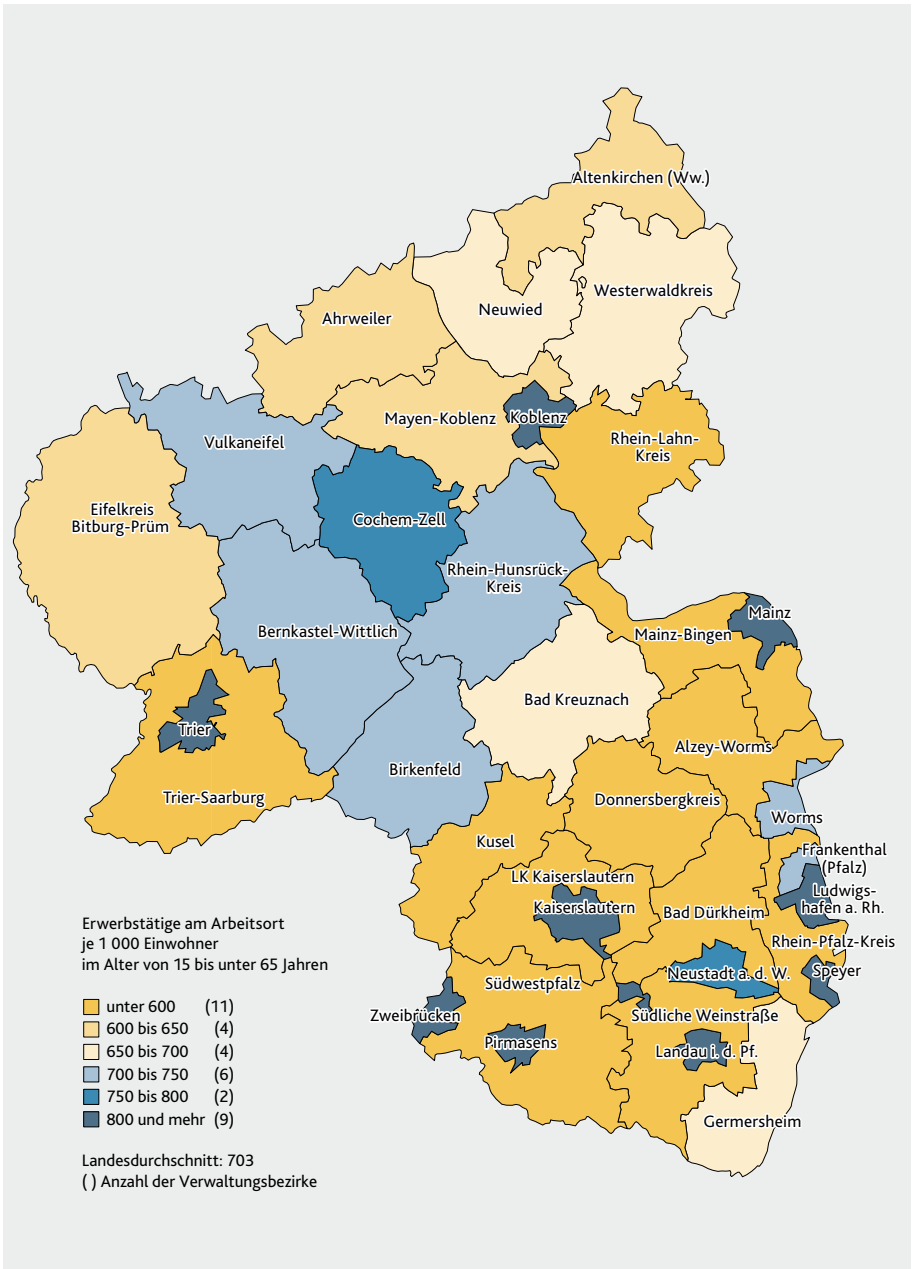 Altenkirchen (Ww.)
Westerwaldkreis
Neuwied
Ahrweiler
Mayen-Koblenz
Koblenz
Rhein-Lahn-
Kreis
Vulkaneifel
Eifelkreis
Bitburg-Prüm
Cochem-Zell
Rhein-Hunsrück-
Kreis
Bernkastel-Wittlich
Mainz
Mainz-Bingen
Bad Kreuznach
Trier
Alzey-Worms
Birkenfeld
Trier-Saarburg
Donnersbergkreis
Worms
Kusel
Frankenthal
(Pfalz)
LK Kaiserslautern
Ludwigs-
hafen a. Rh.
Kaiserslautern
Bad Dürkheim
Rhein-Pfalz-Kreis
Speyer
Neustadt a. d. W.
Südwestpfalz
Zweibrücken
Südliche Weinstraße
Pirmasens
Landau i. d. Pf.
Germersheim
Erwerbstätige am Arbeitsort
je 1 000 Einwohner
im Alter von 15 bis unter 65 Jahren
unter 600 (11)
600 bis 650 (4)
650 bis 700 (4)
700 bis 750 (6)
750 bis 800 (2)
800 und mehr (9)
Landesdurchschnitt: 703
( ) Anzahl der Verwaltungsbezirke